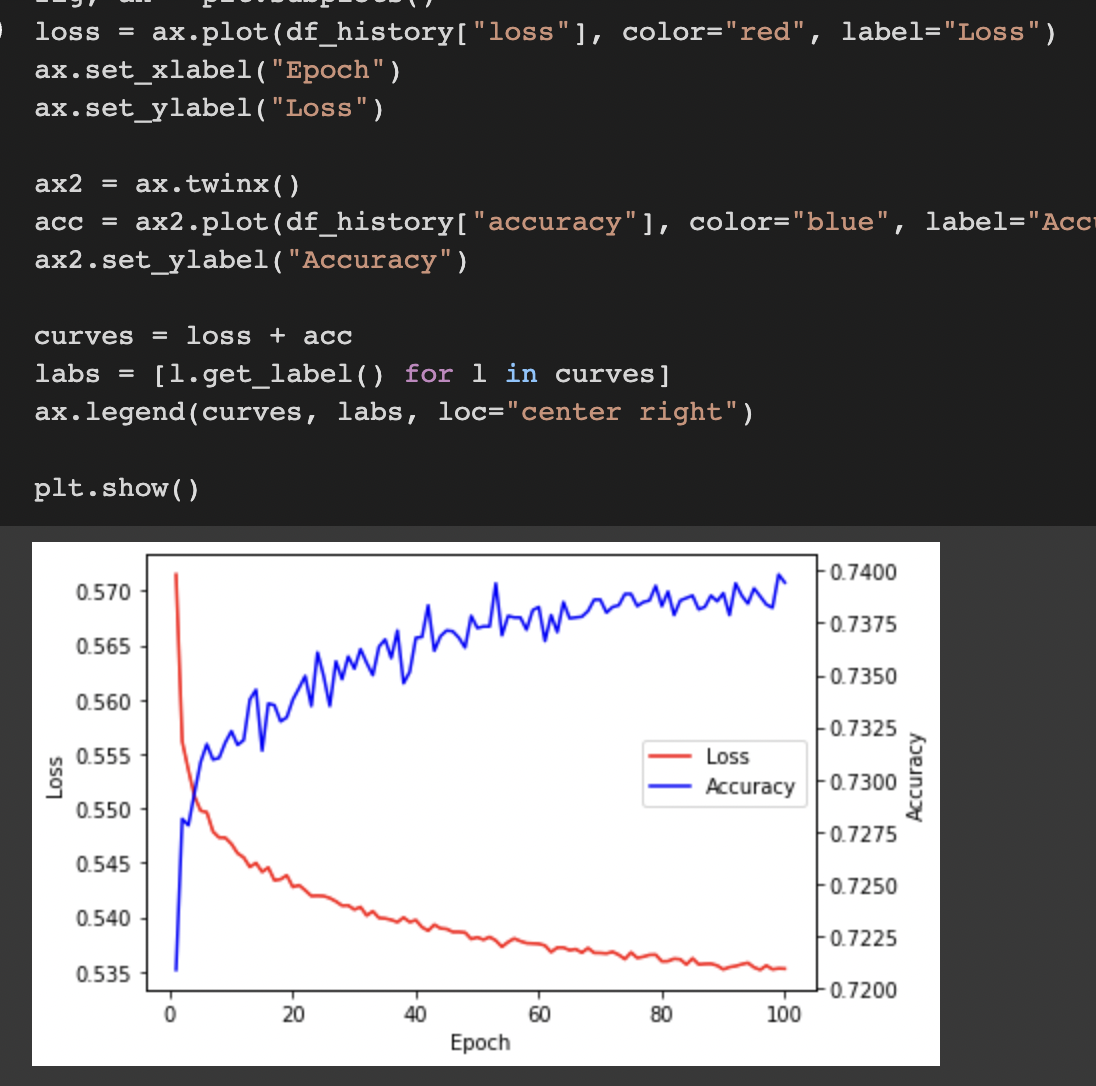 loss = ax.plot(df_history["loss"], color="red", label="Loss")
ax.set_xlabel("Epoch")
ax.set_ylabel("Loss")
ax2 = ax.twinx()
acc = ax2.plot(df_history["accuracy"], color="blue", label="Acc
ax2.set_ylabel("Accuracy")
curves = loss + acc
labs = [l.get_label() for l in curves]
ax.legend(curves, labs, loc="center right")
plt.show()
0.570
0.565
0.560
0.555
0.550
0.545
0.540
0.535
Loss
0.7400
0.7375
0.7350
0.7325
0.7300
0.7275
0.7250
0.7225
0.7200
Accuracy
Loss
Accuracy
0 20 40 60 80 100
Epoch